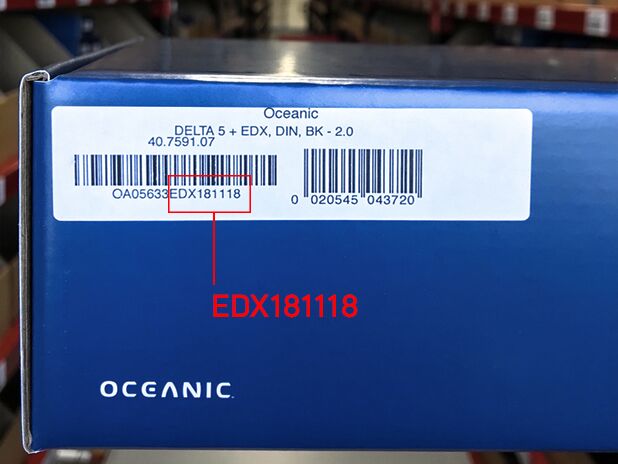 Oceanic
DELTA 5 + EDX, DIN, BK - 2.0
40.7591.07
OA05633EDX181118
0 020545 043720
EDX181118
OCEANIC